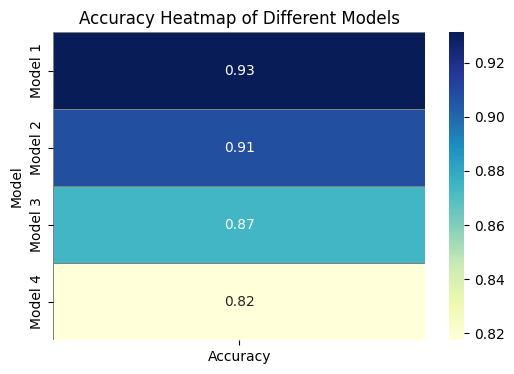 Accuracy Heatmap of Different Models
Model
Model 1
0.93
Model 2
0.91
Model 3
0.87
Model 4
0.82
Accuracy
0.92
0.90
0.88
0.86
0.84
0.82